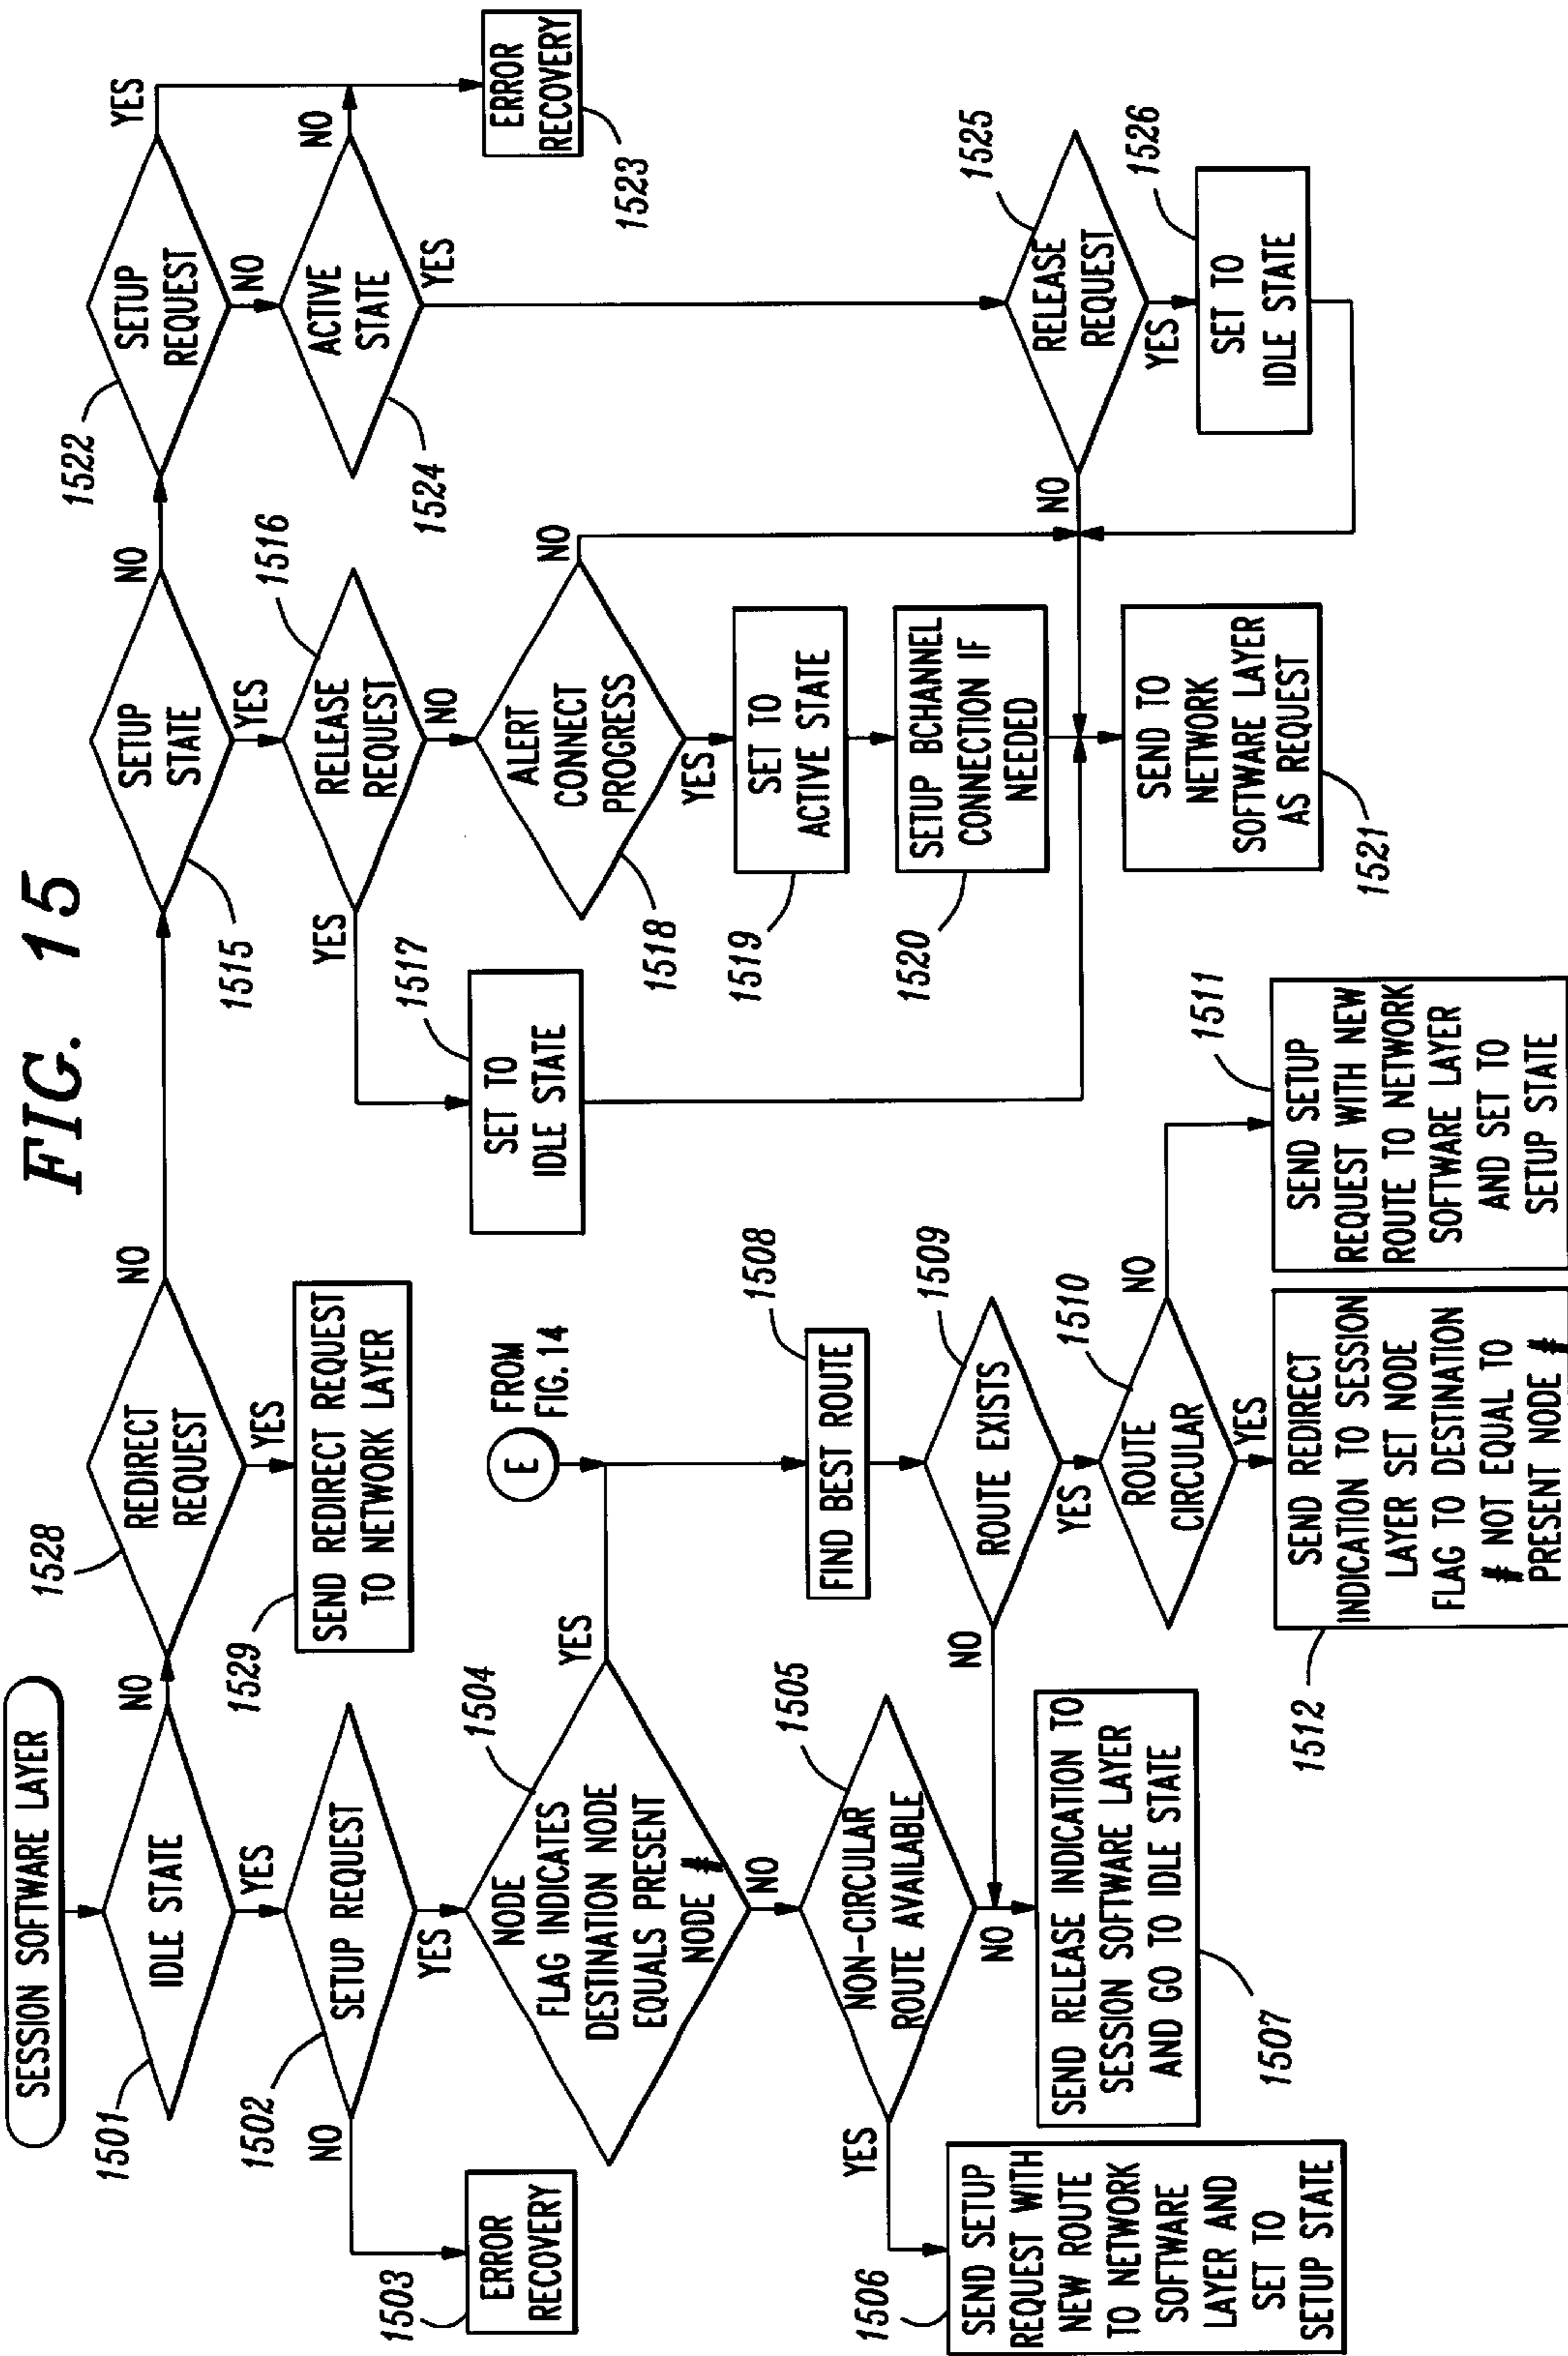 FIG. 15
SESSION SOFTWARE LAYER
IDLE STATE
1501
NO
YES
SETUP REQUEST
1502
NO
YES
ERROR
RECOVERY
1503
NODE
FLAG INDICATES
DESTINATION NODE
EQUALS PRESENT
NODE #
1504
YES
NO
NON-CIRCULAR
ROUTE AVAILABLE
1505
YES
NO
SEND SETUP
REQUEST WITH
NEW ROUTE
TO NETWORK
SOFTWARE
LAYER AND
SET TO
SETUP STATE
1506
SEND RELEASE INDICATION TO
SESSION SOFTWARE LAYER
AND GO TO IDLE STATE
1507
REDIRECT
REQUEST
1528
NO
YES
SEND REDIRECT REQUEST
TO NETWORK LAYER
1529
E
FROM
FIG.14
FIND BEST ROUTE
1508
ROUTE EXISTS
1509
NO
YES
ROUTE
CIRCULAR
1510
NO
YES
SEND SETUP
REQUEST WITH NEW
ROUTE TO NETWORK
SOFTWARE LAYER
AND SET TO
SETUP STATE
1511
SEND REDIRECT
INDICATION TO SESSION
LAYER SET NODE
FLAG TO DESTINATION
# NOT EQUAL TO
PRESENT NODE #
1512
SETUP
STATE
1515
NO
YES
RELEASE
REQUEST
1516
YES
NO
SET TO
IDLE STATE
1517
ALERT
CONNECT
PROGRESS
1518
NO
YES
SET TO
ACTIVE STATE
1519
SETUP BCHANNEL
CONNECTION IF
NEEDED
1520
SEND TO
NETWORK
SOFTWARE LAYER
AS REQUEST
1521
SETUP
REQUEST
1522
YES
NO
ACTIVE
STATE
1524
NO
YES
ERROR
RECOVERY
1523
RELEASE
REQUEST
1525
NO
YES
SET TO
IDLE STATE
1526